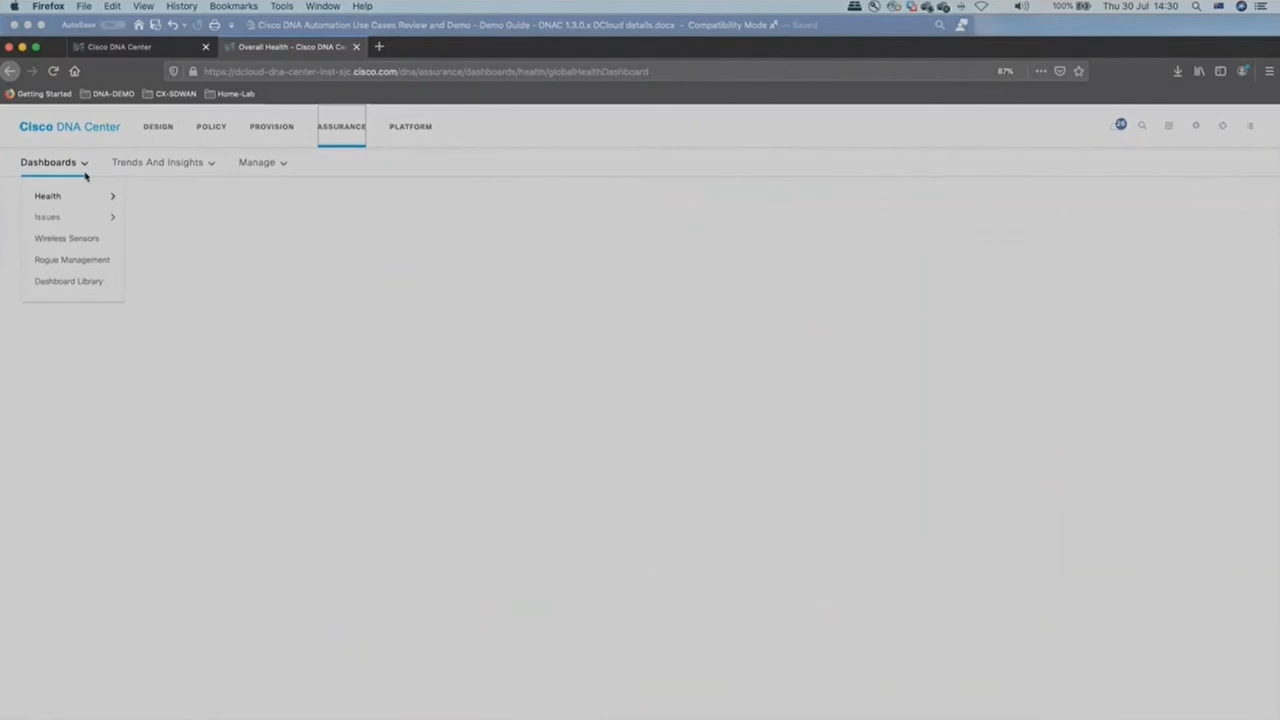 Firefox File Edit View History Bookmarks Tools Window Help 100% Thu 30 Jul 14:30
AutoSave Cisco DNA Automation Use Cases Review and Demo - Demo Guide - DNAC 1.3.0.x DCloud details.docx - Compatibility Mode — Saved
Cisco DNA Center Overall Health - Cisco DNA Ce
https://dcloud-dna-center-inst-sjc.cisco.com/dna/assurance/dashboards/health/globalHealthDashboard 87%
Getting Started DNA-DEMO CX-SDWAN Home-Lab
Cisco DNA Center DESIGN POLICY PROVISION ASSURANCE PLATFORM 26
Dashboards Trends And Insights Manage
Health
Issues
Wireless Sensors
Rogue Management
Dashboard Library